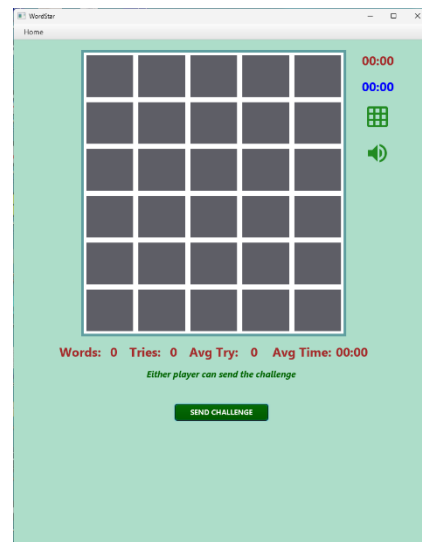 WordStar
Home
00:00
00:00
Words: 0 Tries: 0 Avg Try: 0 Avg Time: 00:00
Either player can send the challenge
SEND CHALLENGE